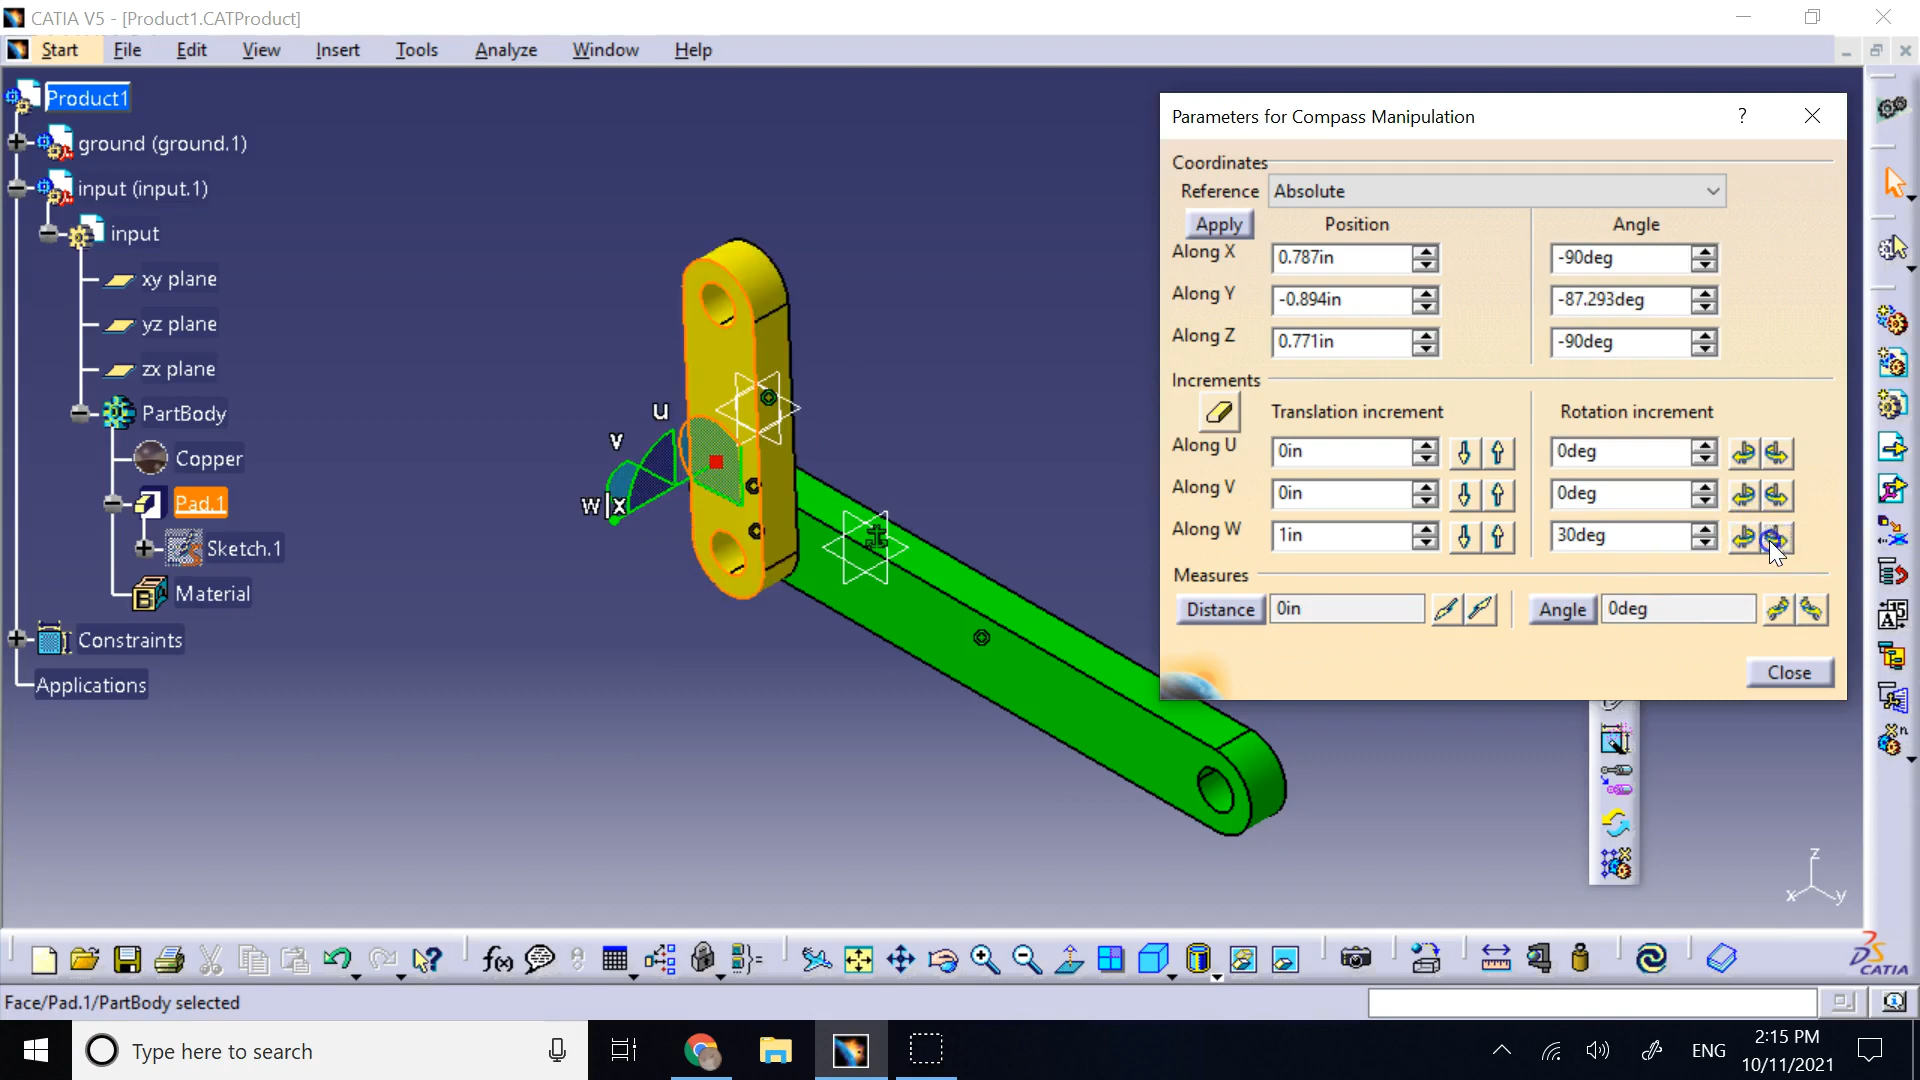 CATIA V5 - [Product1.CATProduct]
Start File Edit View Insert Tools Analyze Window Help
Product1
ground (ground.1)
input (input.1)
input
xy plane
yz plane
zx plane
PartBody
Copper
Pad.1
Sketch.1
Material
Constraints
Applications
u
v
w|x
Parameters for Compass Manipulation ?
Coordinates
Reference Absolute
Apply Position Angle
Along X 0.787in -90deg
Along Y -0.894in -87.293deg
Along Z 0.771in -90deg
Increments
Translation increment Rotation increment
Along U 0in 0deg
Along V 0in 0deg
Along W 1in 30deg
Measures
Distance 0in Angle 0deg
Close
z
x y
f(x)
DS
CATIA
Face/Pad.1/PartBody selected
Type here to search
ENG
2:15 PM
10/11/2021